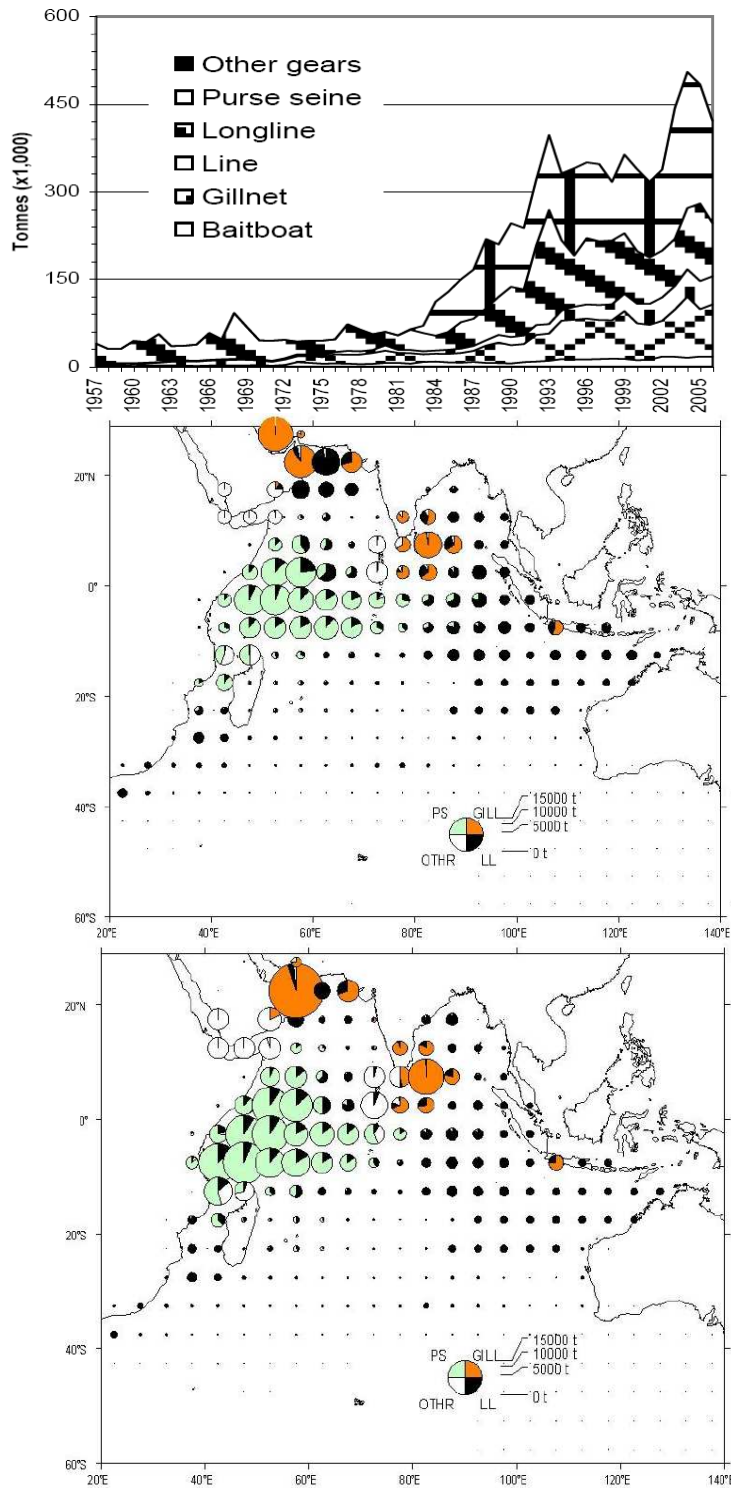 600
450
300
150
0
Tonnes (x1,000)
Other gears
Purse seine
Longline
Line
Gillnet
Baitboat
1957
1960
1963
1966
1969
1972
1975
1978
1981
1984
1987
1990
1993
1996
1999
2002
2005
20°N
0°
20°S
40°S
60°S
PS GILL
OTHR LL
15000 t
10000 t
5000 t
0 t
20°E 40°E 60°E 80°E 100°E 120°E 140°E
20°N
0°
20°S
40°S
60°S
PS GILL
OTHR LL
15000 t
10000 t
5000 t
0 t
20°E 40°E 60°E 80°E 100°E 120°E 140°E